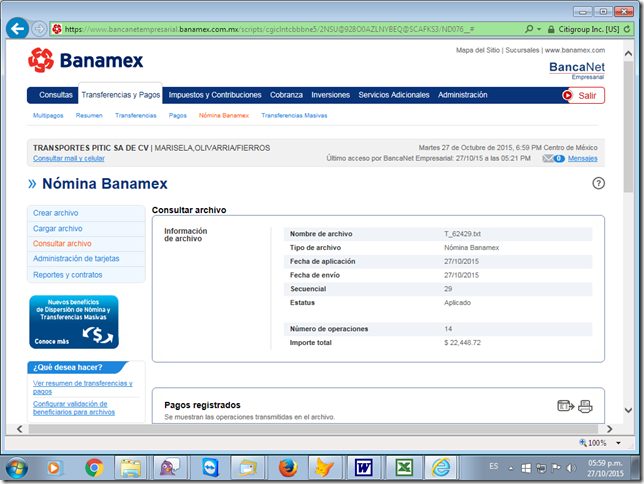 https://www.bancanetempresarial.banamex.com.mx/scripts/cgiclntcbbbne5/2NSU@928O0AZLNYBEQ@SCAFKS3/ND076__#
Citigroup Inc. [US]
Mapa del Sitio | Sucursales | www.banamex.com
Banamex
BancaNet
Empresarial
Consultas Transferencias y Pagos Impuestos y Contribuciones Cobranza Inversiones Servicios Adicionales Administración Salir
Multipagos Resumen Transferencias Pagos Nómina Banamex Transferencias Masivas
TRANSPORTES PITIC SA DE CV | MARISELA,OLIVARRIA/FIERROS
Martes 27 de Octubre de 2015, 6:59 PM Centro de México
Consultar mail y celular
Último acceso por BancaNet Empresarial: 27/10/15 a las 05:21 PM 0 Mensajes
» Nómina Banamex ?
Crear archivo
Cargar archivo
Consultar archivo
Administración de tarjetas
Reportes y contratos
Nuevos beneficios
de Dispersión de Nómina y
Transferencias Masivas
Conoce más
¿Qué desea hacer?
Ver resumen de transferencias y
pagos
Configurar validación de
beneficiarios para archivos
Consultar archivo
Información
de archivo
Nombre de archivo T_62429.txt
Tipo de archivo Nómina Banamex
Fecha de aplicación 27/10/2015
Fecha de envío 27/10/2015
Secuencial 29
Estatus Aplicado
Número de operaciones 14
Importe total $ 22,448.72
Pagos registrados
Se muestran las operaciones transmitidas en el archivo.
100%
ES
05:59 p.m.
27/10/2015